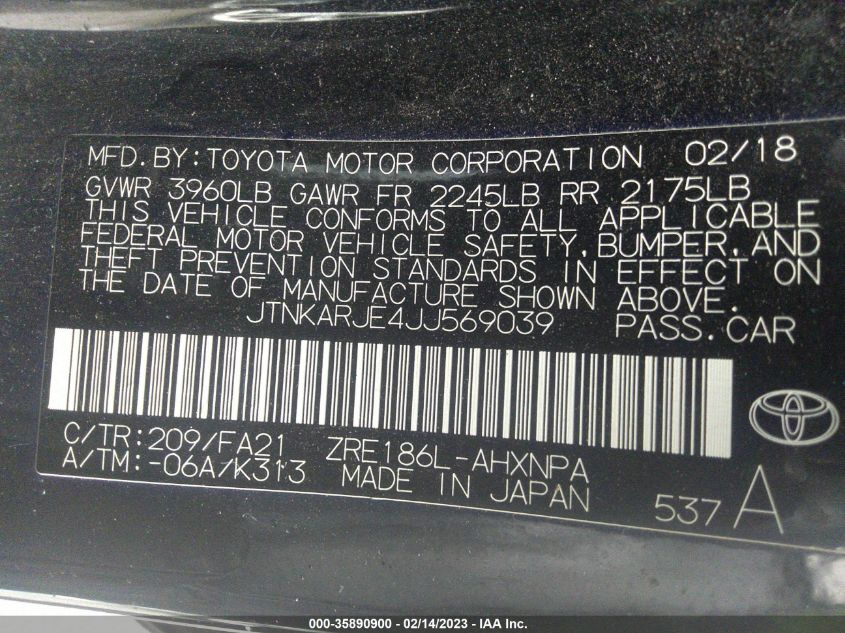 MFD.BY:TOYOTA MOTOR CORPORATION 02/18
GVWR 3960LB GAWR FR 2245LB RR 2175LB
THIS VEHICLE CONFORMS TO ALL APPLICABLE
FEDERAL MOTOR VEHICLE SAFETY,BUMPER,AND
THEFT PREVENTION STANDARDS IN EFFECT ON
THE DATE OF MANUFACTURE SHOWN ABOVE.
JTNKARJE4JJ569039 PASS.CAR
C/TR:209/FA21 ZRE186L-AHXNPA
A/TM:-06A/K313 MADE IN JAPAN 537 A
000-35890900 - 02/14/2023 - IAA Inc.